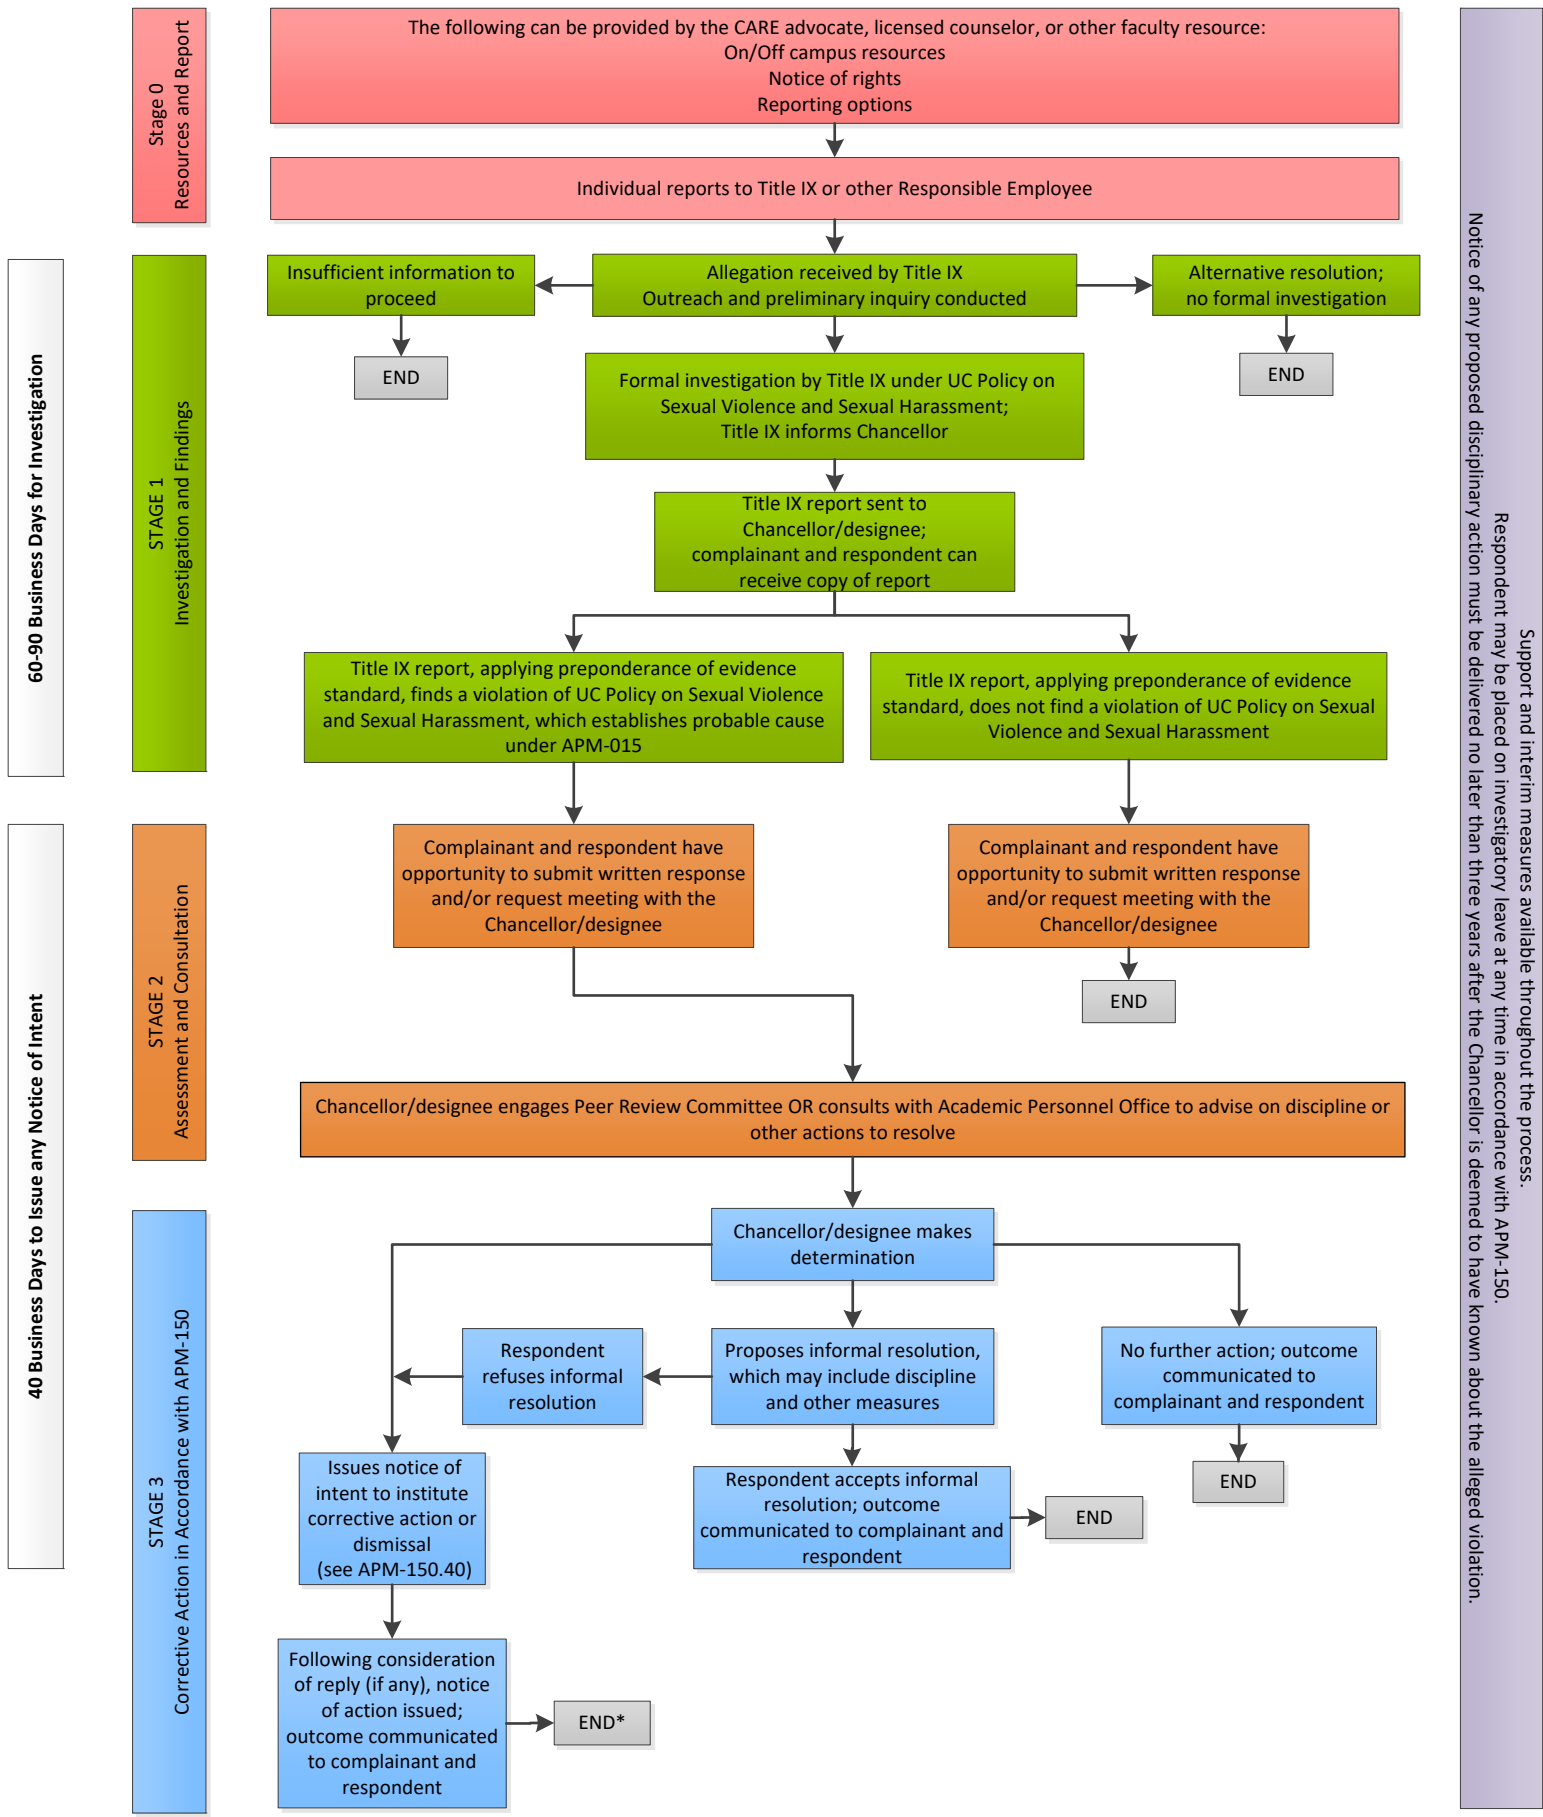 The following can be provided by the CARE advocate, licensed counselor, or other faculty resource:
On/Off campus resources
Notice of rights
Reporting options
Stage 0
Resources and Report
Individual reports to Title IX or other Responsible Employee
60-90 Business Days for Investigation
STAGE 1
Investigation and Findings
Insufficient information to
proceed
Allegation received by Title IX
Outreach and preliminary inquiry conducted
Alternative resolution;
no formal investigation
END
END
Formal investigation by Title IX under UC Policy on
Sexual Violence and Sexual Harassment;
Title IX informs Chancellor
Title IX report sent to
Chancellor/designee;
complainant and respondent can
receive copy of report
Title IX report, applying preponderance of evidence
standard, finds a violation of UC Policy on Sexual Violence
and Sexual Harassment, which establishes probable cause
under APM-015
Title IX report, applying preponderance of evidence
standard, does not find a violation of UC Policy on Sexual
Violence and Sexual Harassment
40 Business Days to Issue any Notice of Intent
STAGE 2
Assessment and Consultation
Complainant and respondent have
opportunity to submit written response
and/or request meeting with the
Chancellor/designee
Complainant and respondent have
opportunity to submit written response
and/or request meeting with the
Chancellor/designee
END
Chancellor/designee engages Peer Review Committee OR consults with Academic Personnel Office to advise on discipline or
other actions to resolve
STAGE 3
Corrective Action in Accordance with APM-150
Chancellor/designee makes
determination
Respondent
refuses informal
resolution
Proposes informal resolution,
which may include discipline
and other measures
No further action; outcome
communicated to
complainant and respondent
Issues notice of
intent to institute
corrective action or
dismissal
(see APM-150.40)
Respondent accepts informal
resolution; outcome
communicated to complainant and
respondent
END
END
Following consideration
of reply (if any), notice
of action issued;
outcome communicated
to complainant and
respondent
END*
Support and interim measures available throughout the process.
Respondent may be placed on investigatory leave at any time in accordance with APM-150.
Notice of any proposed disciplinary action must be delivered no later than three years after the Chancellor is deemed to have known about the alleged violation.